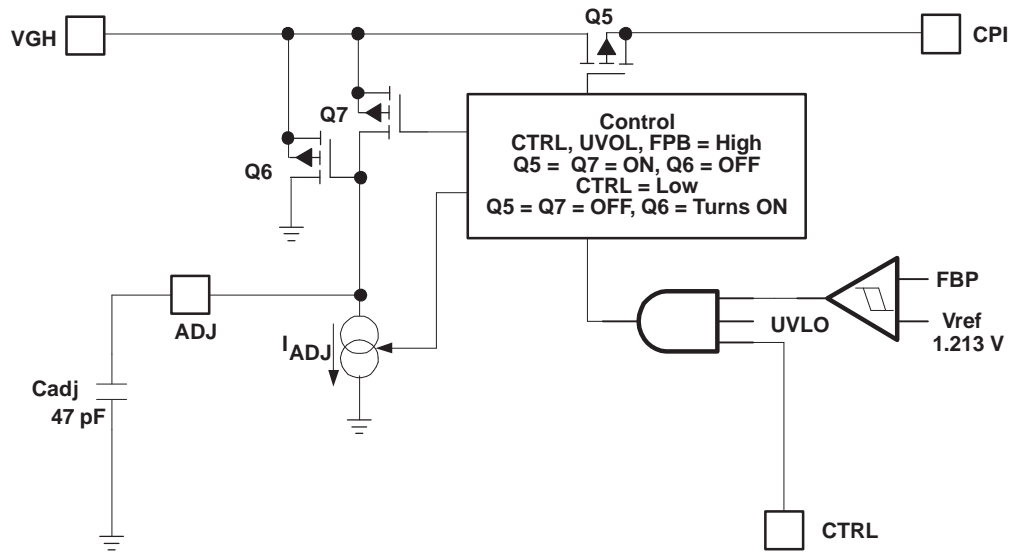 Q5
VGH
CPI
Q7
Q6
Control
CTRL, UVOL, FPB = High
Q5 = Q7 = ON, Q6 = OFF
CTRL = Low
Q5 = Q7 = OFF, Q6 = Turns ON
FBP
Vref
1.213 V
UVLO
ADJ
IADJ
Cadj
47 pF
CTRL